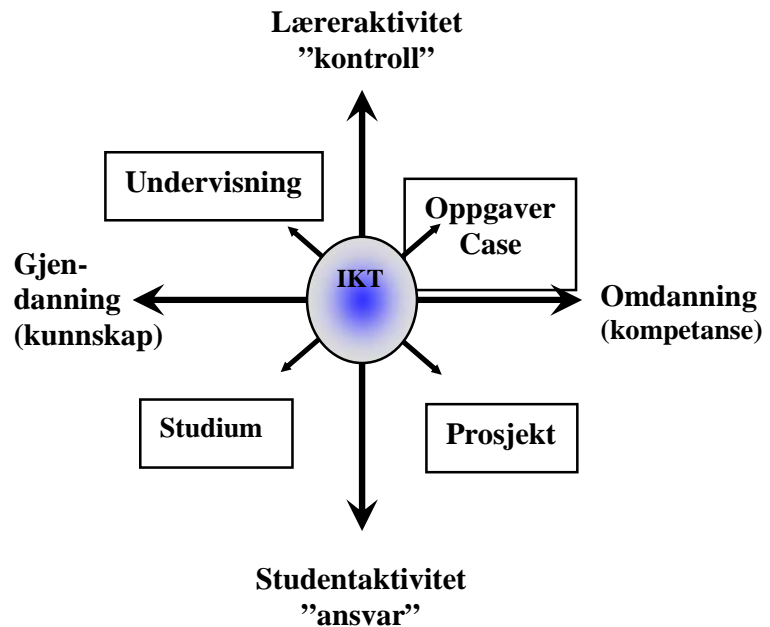 Læreraktivitet
”kontroll”
Undervisning
Oppgaver
Case
Gjen-
danning
(kunnskap)
IKT
Omdanning
(kompetanse)
Studium
Prosjekt
Studentaktivitet
”ansvar”